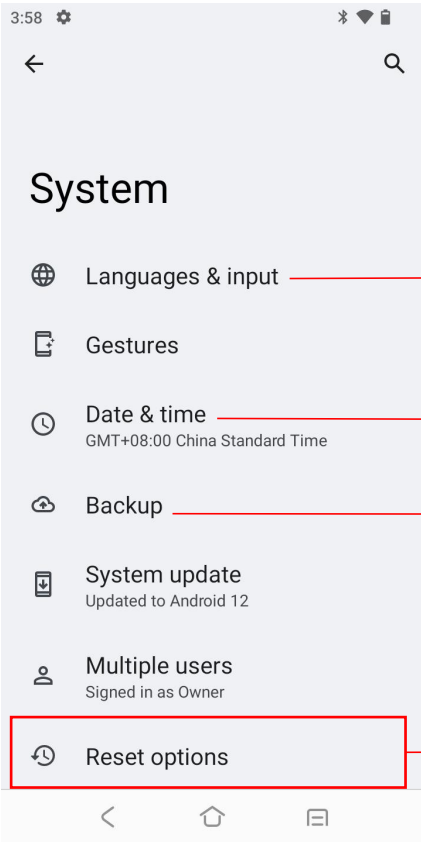 3:58
System
Languages & input
Gestures
Date & time
GMT+08:00 China Standard Time
Backup
System update
Updated to Android 12
Multiple users
Signed in as Owner
Reset options